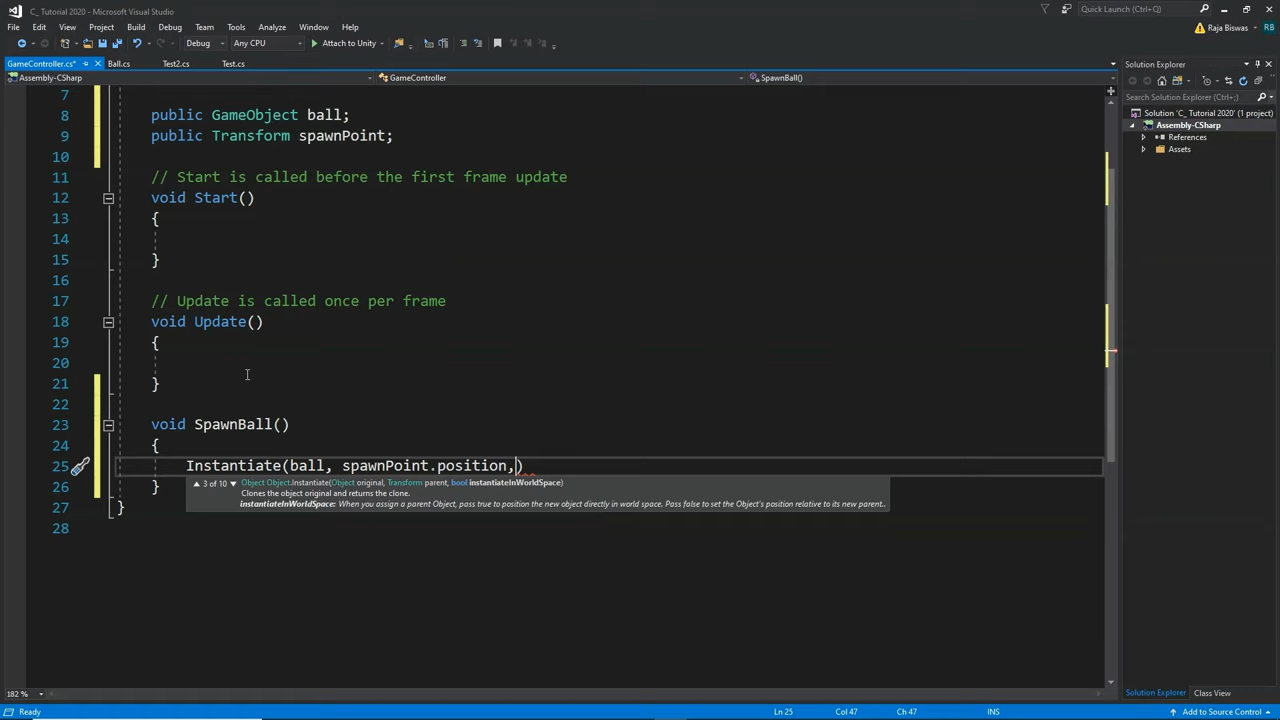 C_ Tutorial 2020 - Microsoft Visual Studio
Quick Launch (Ctrl+Q)
File Edit View Project Build Debug Team Tools Analyze Window Help
Raja Biswas RB
Debug Any CPU Attach to Unity
GameController.cs* Ball.cs Test2.cs Test.cs
Assembly-CSharp GameController SpawnBall()
7
8 public GameObject ball;
9 public Transform spawnPoint;
10
11 // Start is called before the first frame update
12 void Start()
13 {
14
15 }
16
17 // Update is called once per frame
18 void Update()
19 {
20
21 }
22
23 void SpawnBall()
24 {
25 Instantiate(ball, spawnPoint.position,)
3 of 10 Object Object.Instantiate(Object original, Transform parent, bool instantiateInWorldSpace)
Clones the object original and returns the clone.
instantiateInWorldSpace: When you assign a parent Object, pass true to position the new object directly in world space. Pass false to set the Object's position relative to its new parent..
26 }
27 }
28
Solution Explorer
Search Solution Explorer (Ctrl+;)
Solution 'C_ Tutorial 2020' (1 project)
Assembly-CSharp
References
Assets
182 %
Solution Explorer Class View
Ready Ln 25 Col 47 Ch 47 INS Add to Source Control